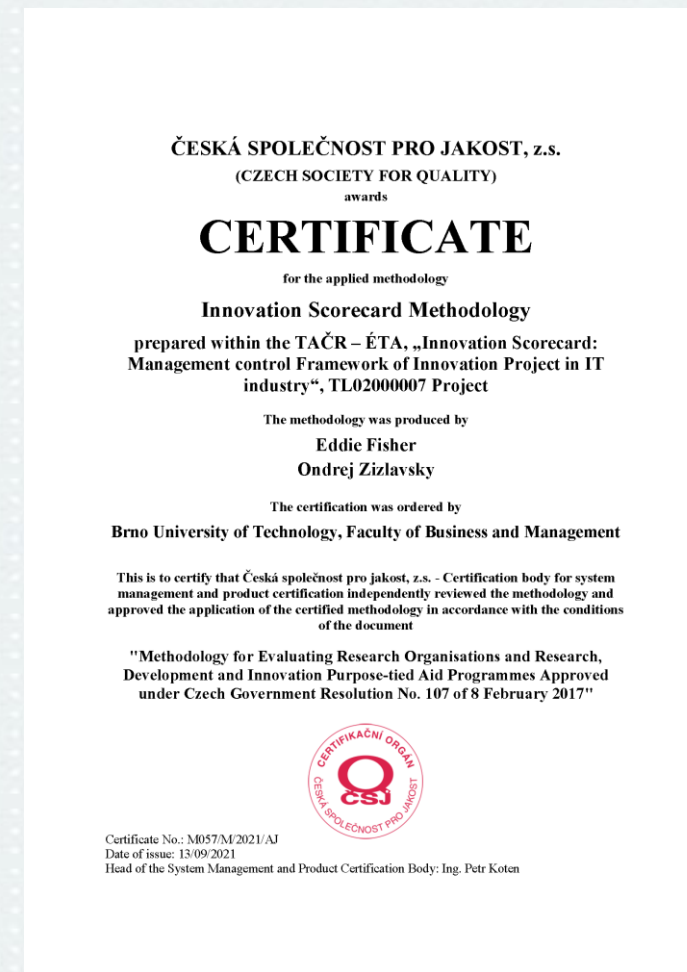 ČESKÁ SPOLEČNOST PRO JAKOST, z.s.
(CZECH SOCIETY FOR QUALITY)
awards
CERTIFICATE
for the applied methodology
Innovation Scorecard Methodology
prepared within the TAČR – ÉTA, „Innovation Scorecard:
Management control Framework of Innovation Project in IT
industry“, TL02000007 Project
The methodology was produced by
Eddie Fisher
Ondrej Zizlavsky
The certification was ordered by
Brno University of Technology, Faculty of Business and Management
This is to certify that Česká společnost pro jakost, z.s. - Certification body for system
management and product certification independently reviewed the methodology and
approved the application of the certified methodology in accordance with the conditions
of the document
"Methodology for Evaluating Research Organisations and Research,
Development and Innovation Purpose-tied Aid Programmes Approved
under Czech Government Resolution No. 107 of 8 February 2017"
CERTIFIKAČNÍ ORGÁN
ČSJ
ČESKÁ SPOLEČNOST PRO JAKOST
Certificate No.: M057/M/2021/AJ
Date of issue: 13/09/2021
Head of the System Management and Product Certification Body: Ing. Petr Koten